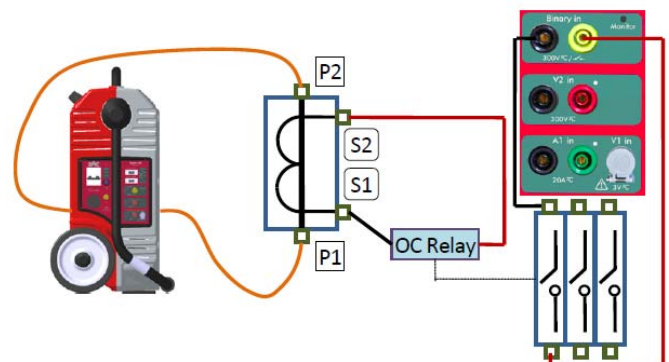 Binary in
Monitor
300V
V2 in
300V
A1 in
V1 in
20A
3V
P2
S2
S1
P1
OC Relay